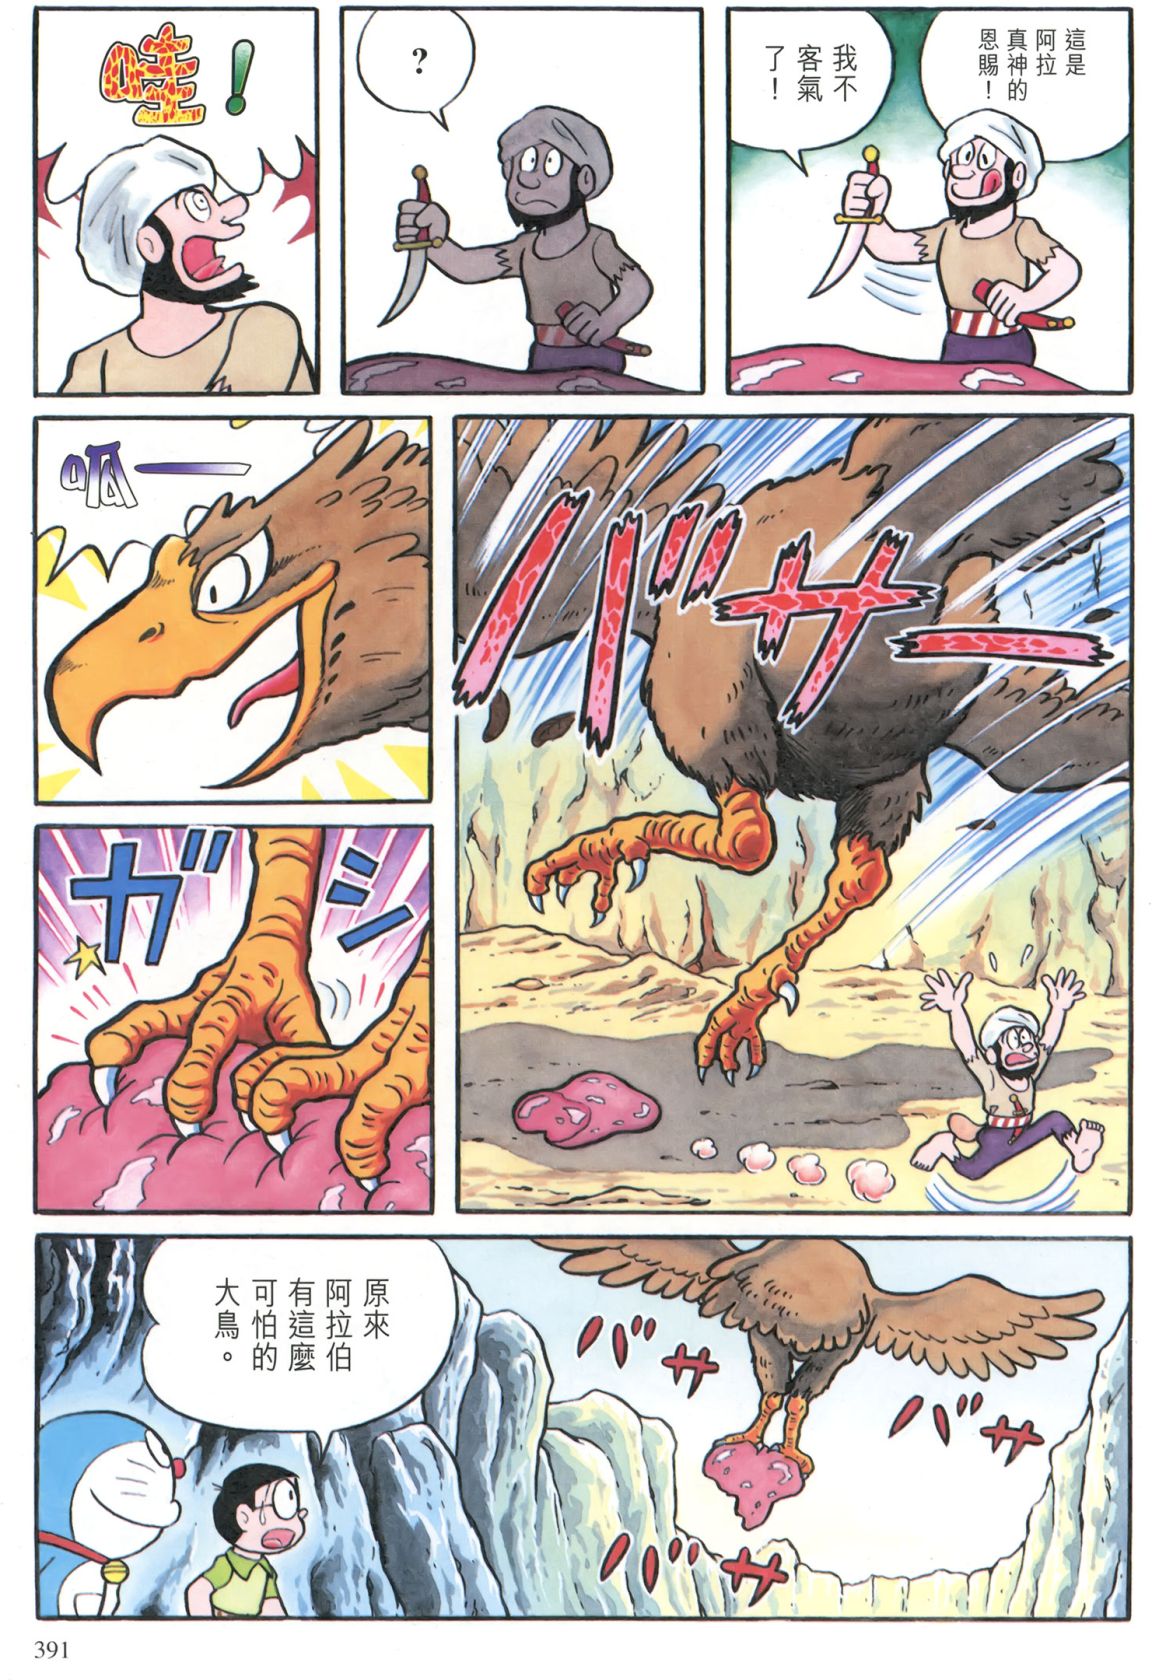 這是
阿拉
真神的
恩賜！
我不
客氣
了！
？
哇！
バサー
呱—
ガシ
原來
阿拉伯
有這麼
可怕的
大鳥。
バサ
バサ
バサ
391